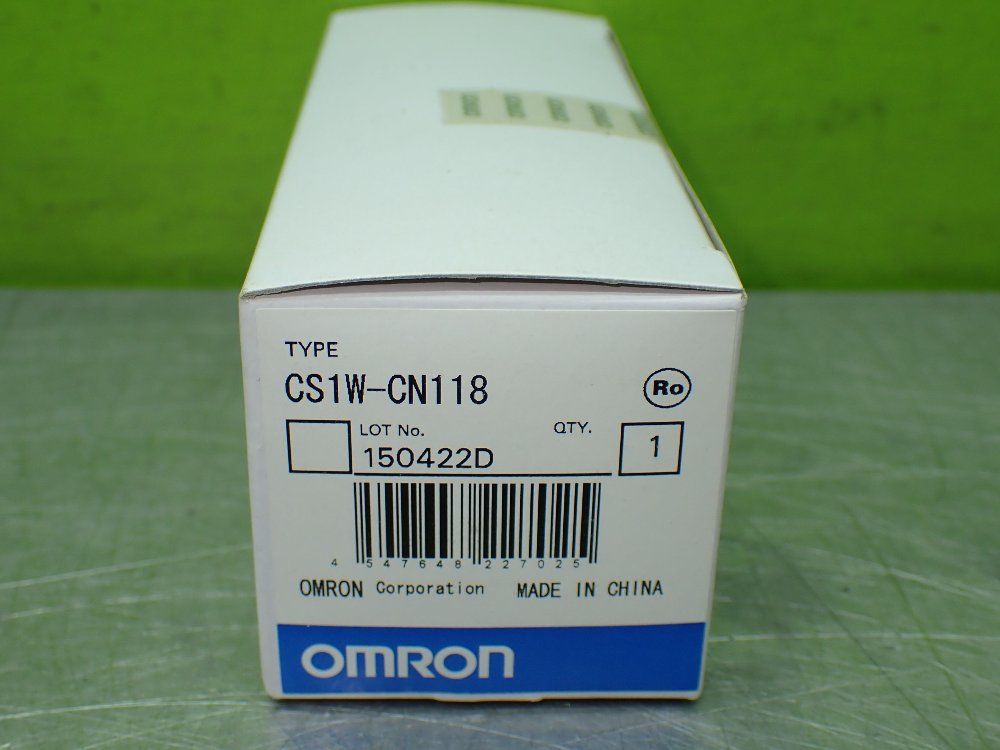 TYPE
CS1W-CN118
Ro
LOT No.
QTY.
150422D
1
4 547648 227025
OMRON Corporation MADE IN CHINA
OMRON